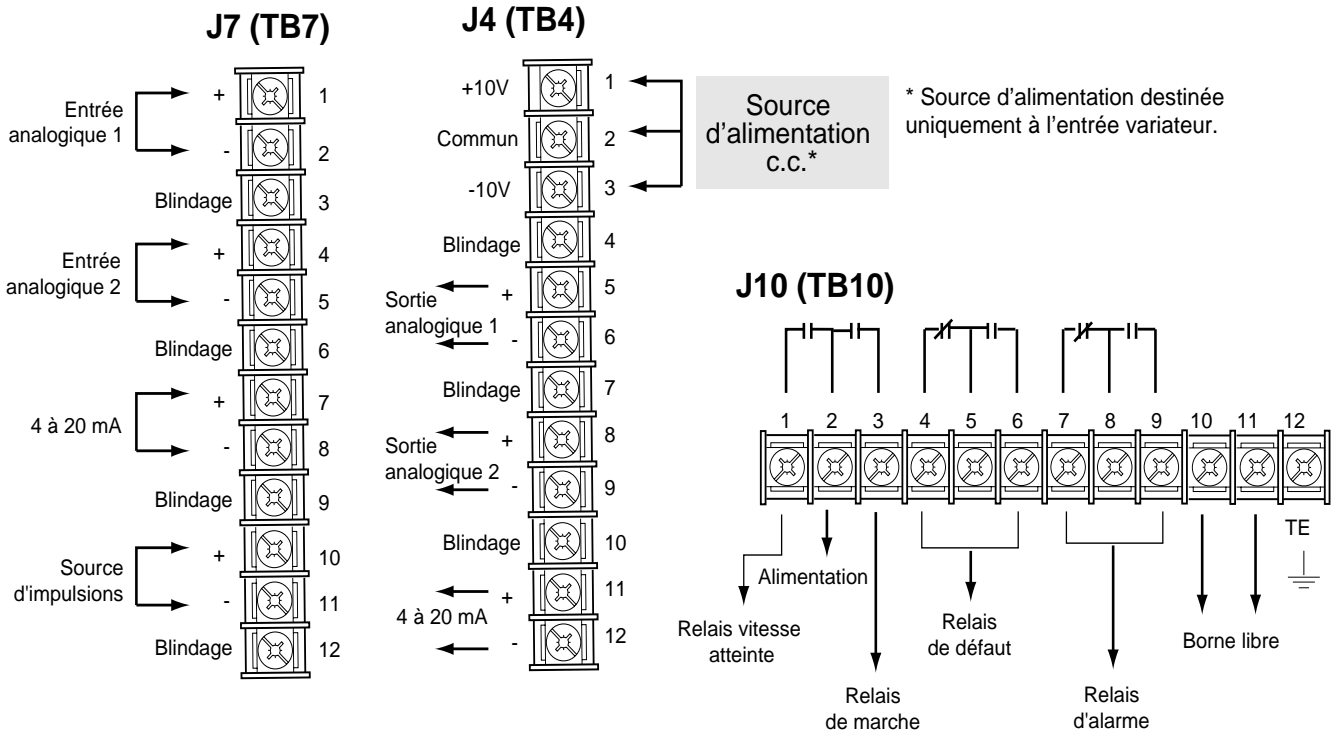 J7 (TB7)
Entrée
analogique 1
+ 1
- 2
Blindage 3
Entrée
analogique 2
+ 4
- 5
Blindage 6
4 à 20 mA
+ 7
- 8
Blindage 9
Source
d'impulsions
+ 10
- 11
Blindage 12
J4 (TB4)
+10V 1
Commun 2
-10V 3
Blindage 4
Sortie
analogique 1
+ 5
- 6
Blindage 7
Sortie
analogique 2
+ 8
- 9
Blindage 10
4 à 20 mA
+ 11
- 12
Source
d'alimentation
c.c.*
* Source d'alimentation destinée
uniquement à l'entrée variateur.
J10 (TB10)
1 2 3 4 5 6 7 8 9 10 11 12
TE
Alimentation
Relais vitesse
atteinte
Relais
de marche
Relais
de défaut
Relais
d'alarme
Borne libre